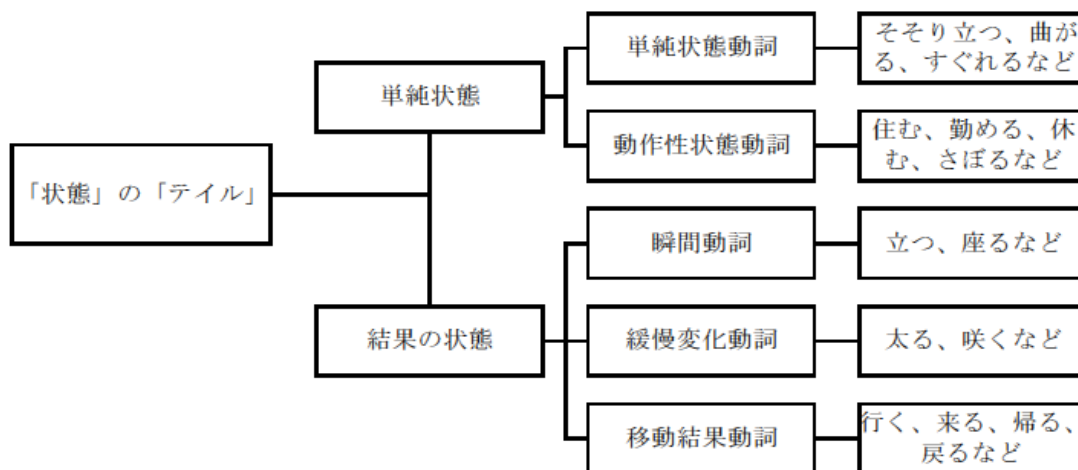 「状態」の「テイル」
単純状態
単純状態動詞
そそり立つ、曲が
る、すぐれるなど
動作性状態動詞
住む、勤める、休
む、さぼるなど
結果の状態
瞬間動詞
立つ、座るなど
緩慢変化動詞
太る、咲くなど
移動結果動詞
行く、来る、帰る、
戻るなど